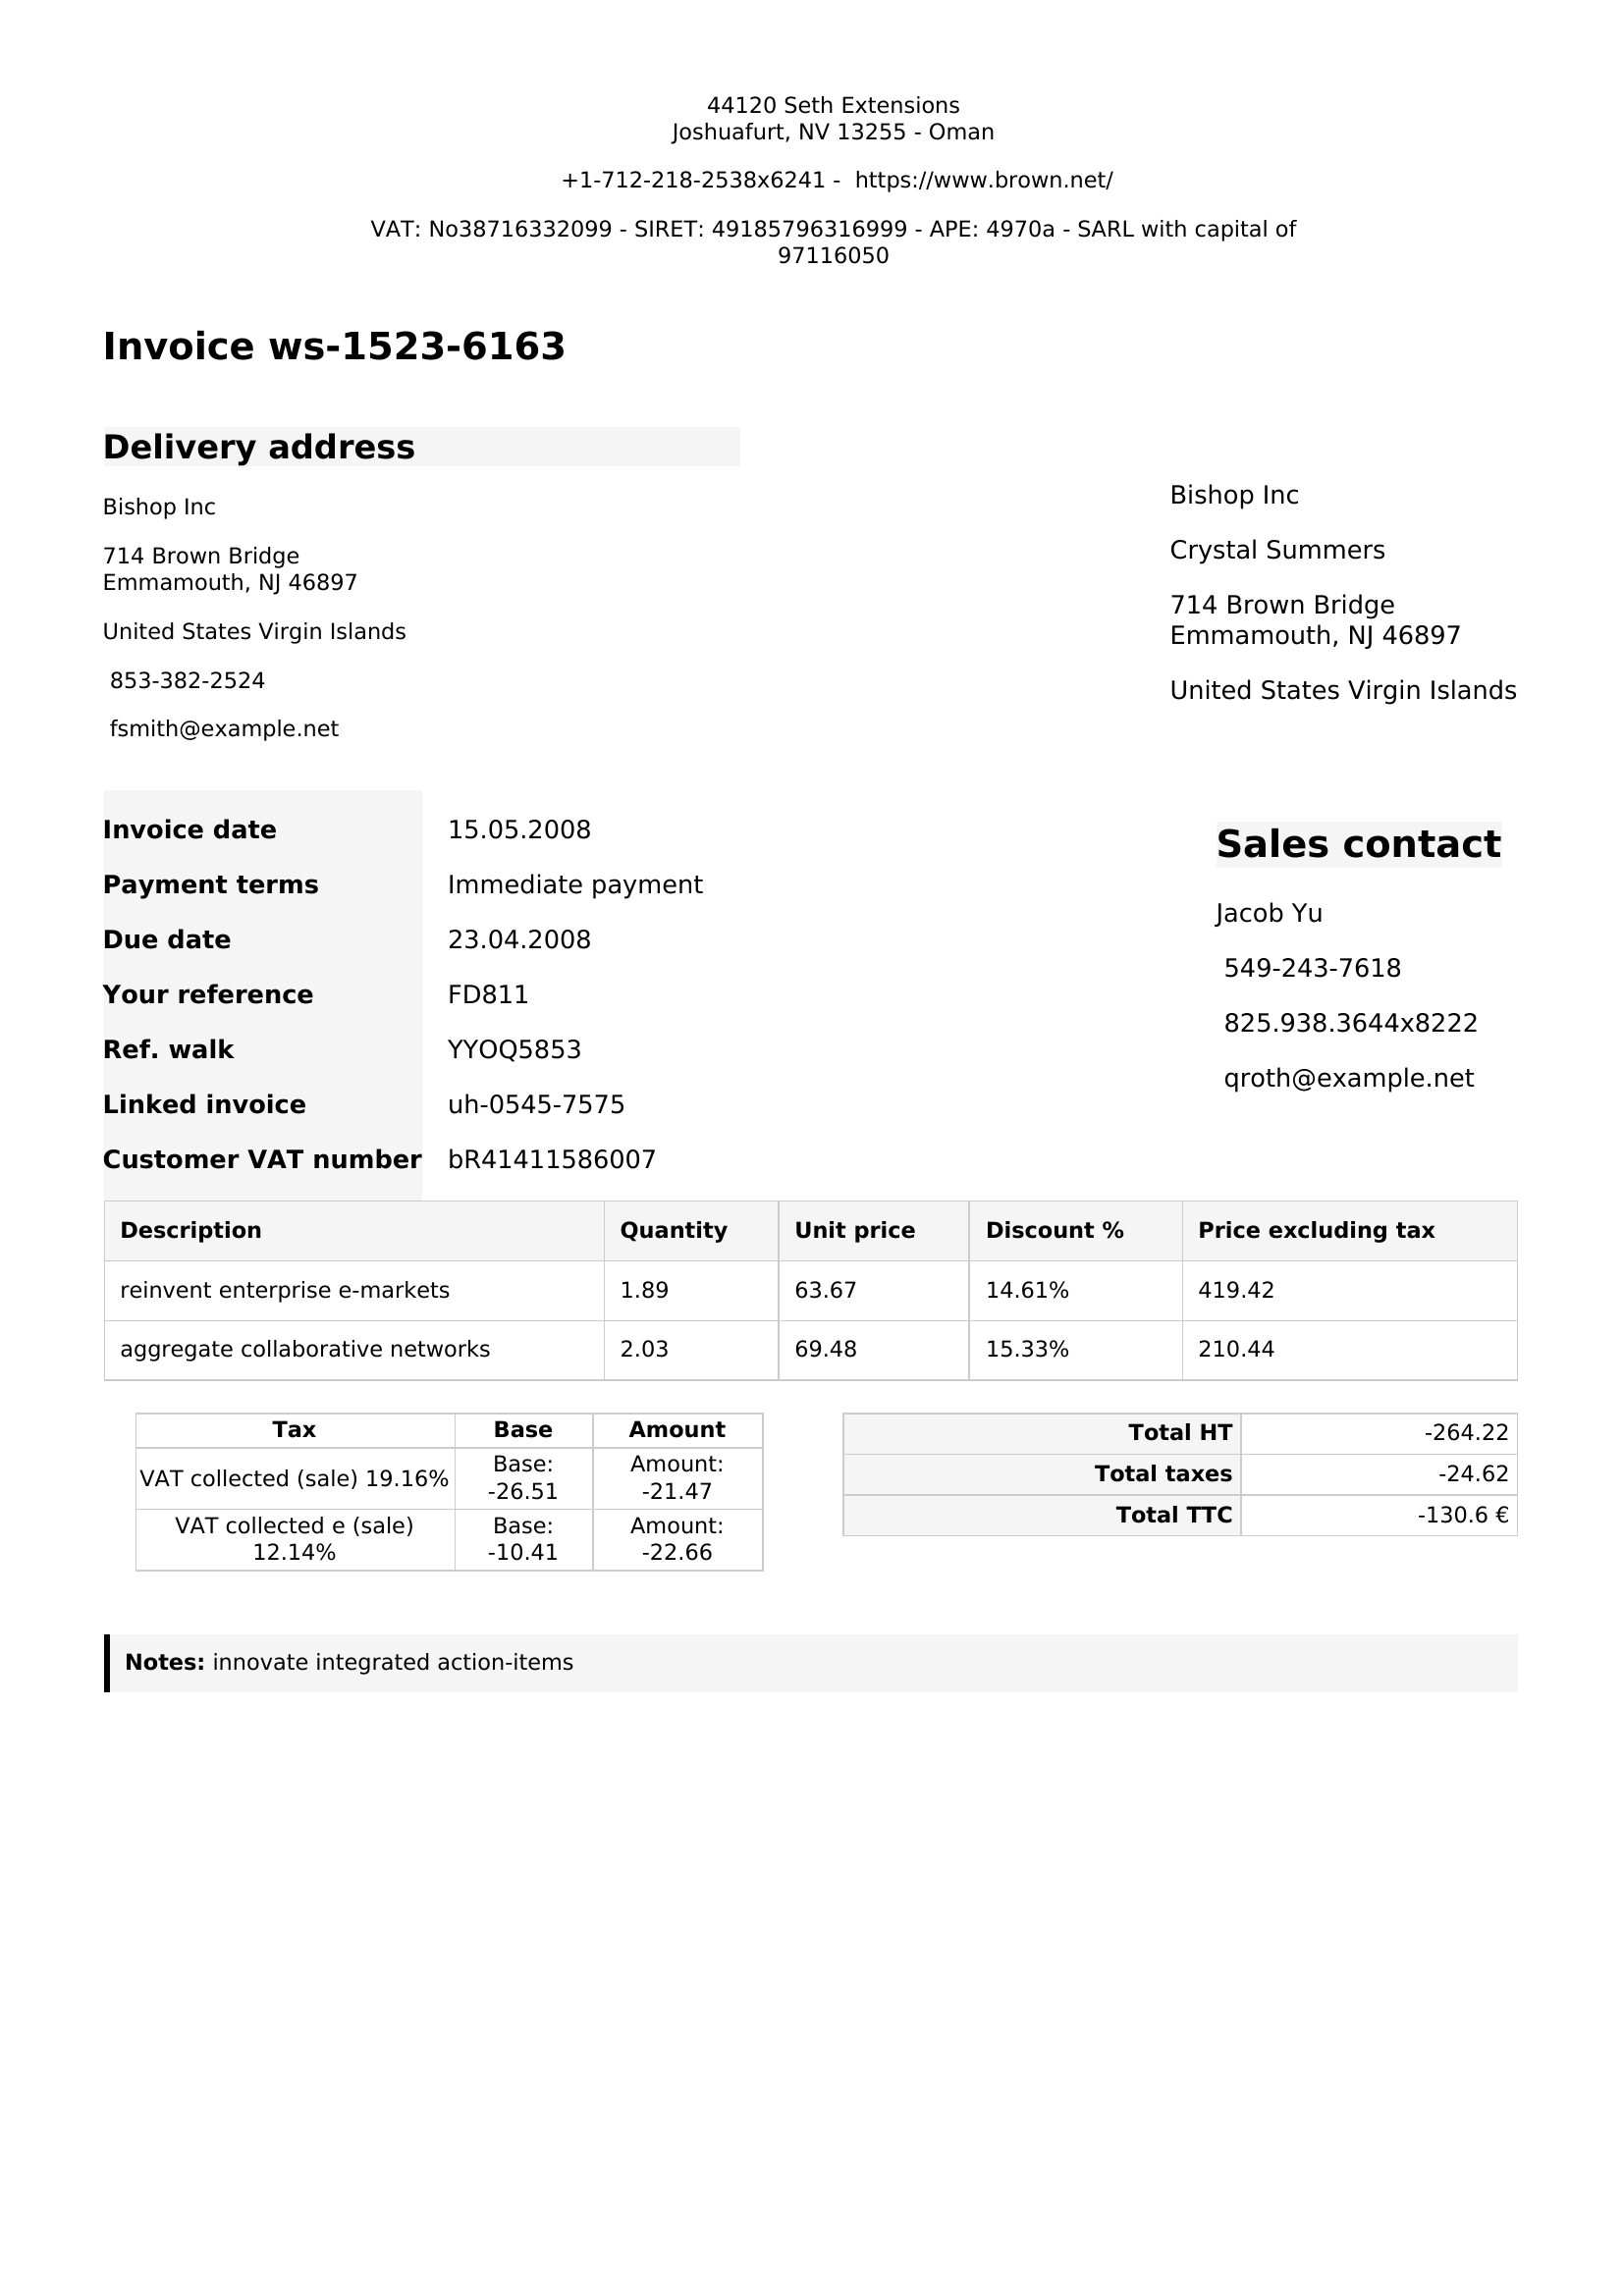 44120 Seth Extensions
Joshuafurt, NV 13255 - Oman
+1-712-218-2538x6241 - https://www.brown.net/
VAT: No38716332099 - SIRET: 49185796316999 - APE: 4970a - SARL with capital of
97116050
Invoice ws-1523-6163
Delivery address
Bishop Inc
714 Brown Bridge
Emmamouth, NJ 46897
United States Virgin Islands
853-382-2524
fsmith@example.net
Bishop Inc
Crystal Summers
714 Brown Bridge
Emmamouth, NJ 46897
United States Virgin Islands
Invoice date 15.05.2008
Payment terms Immediate payment
Due date 23.04.2008
Your reference FD811
Ref. walk YYOQ5853
Linked invoice uh-0545-7575
Customer VAT number bR41411586007
Sales contact
Jacob Yu
549-243-7618
825.938.3644x8222
qroth@example.net
Description Quantity Unit price Discount % Price excluding tax
reinvent enterprise e-markets 1.89 63.67 14.61% 419.42
aggregate collaborative networks 2.03 69.48 15.33% 210.44
Tax Base Amount
VAT collected (sale) 19.16% Base: -26.51 Amount: -21.47
VAT collected e (sale) 12.14% Base: -10.41 Amount: -22.66
Total HT -264.22
Total taxes -24.62
Total TTC -130.6 €
Notes: innovate integrated action-items